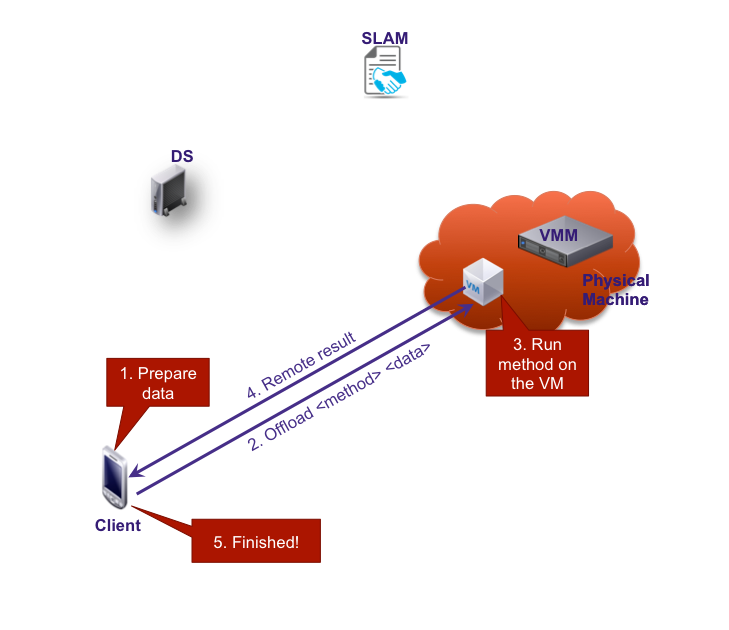 SLAM
DS
VMM
VM
Physical
Machine
1. Prepare
data
4. Remote result
2. Offload <method> <data>
3. Run
method on
the VM
Client
5. Finished!